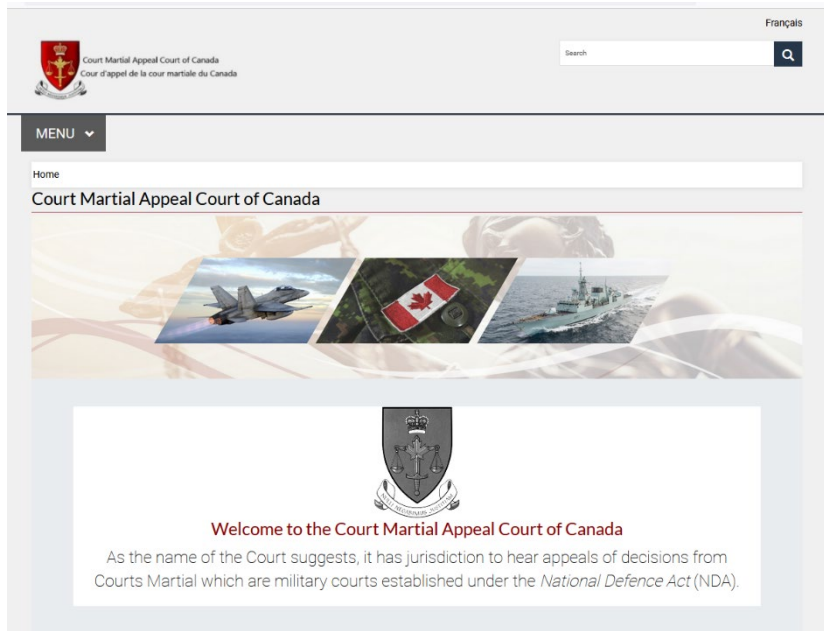 Français
Court Martial Appeal Court of Canada
Cour d'appel de la cour martiale du Canada
Search
MENU
Home
Court Martial Appeal Court of Canada
Welcome to the Court Martial Appeal Court of Canada
As the name of the Court suggests, it has jurisdiction to hear appeals of decisions from
Courts Martial which are military courts established under the National Defence Act (NDA).